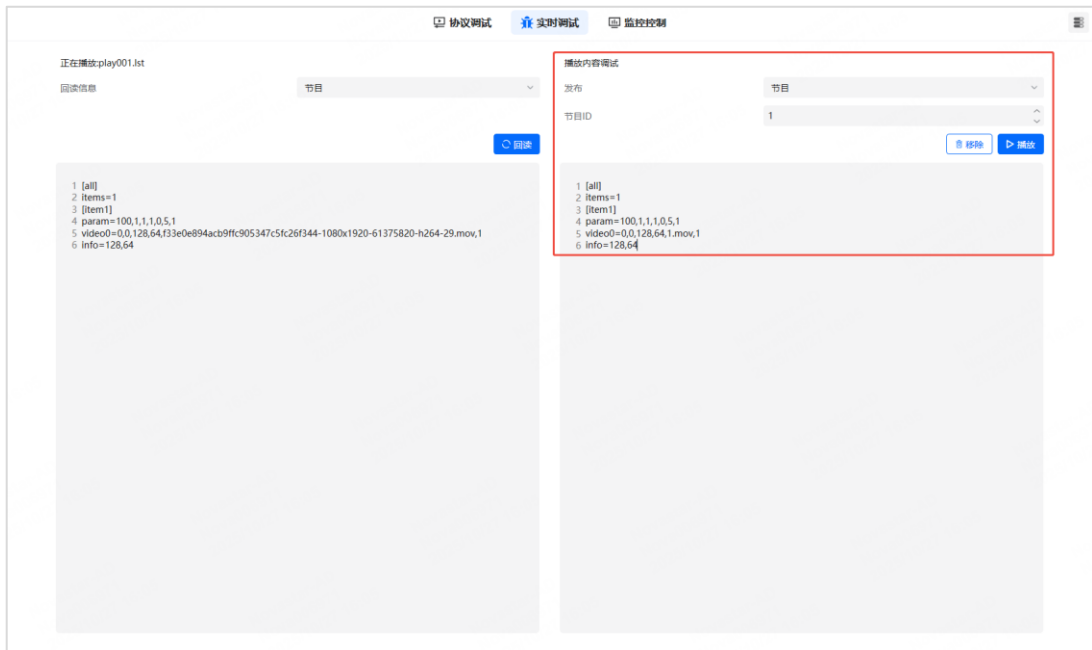 协议调试 实时调试 监控控制
正在播放:play001.lst
回读信息 节目
回读
1 [all]
2 items=1
3 [item1]
4 param=100,1,1,1,0,5,1
5 video0=0,0,128,64,f33e0e894acb9ffc905347c5fc26f344-1080x1920-61375820-h264-29.mov,1
6 info=128,64
播放内容调试
发布 节目
节目ID 1
移除 播放
1 [all]
2 items=1
3 [item1]
4 param=100,1,1,1,0,5,1
5 video0=0,0,128,64,1.mov,1
6 info=128,64